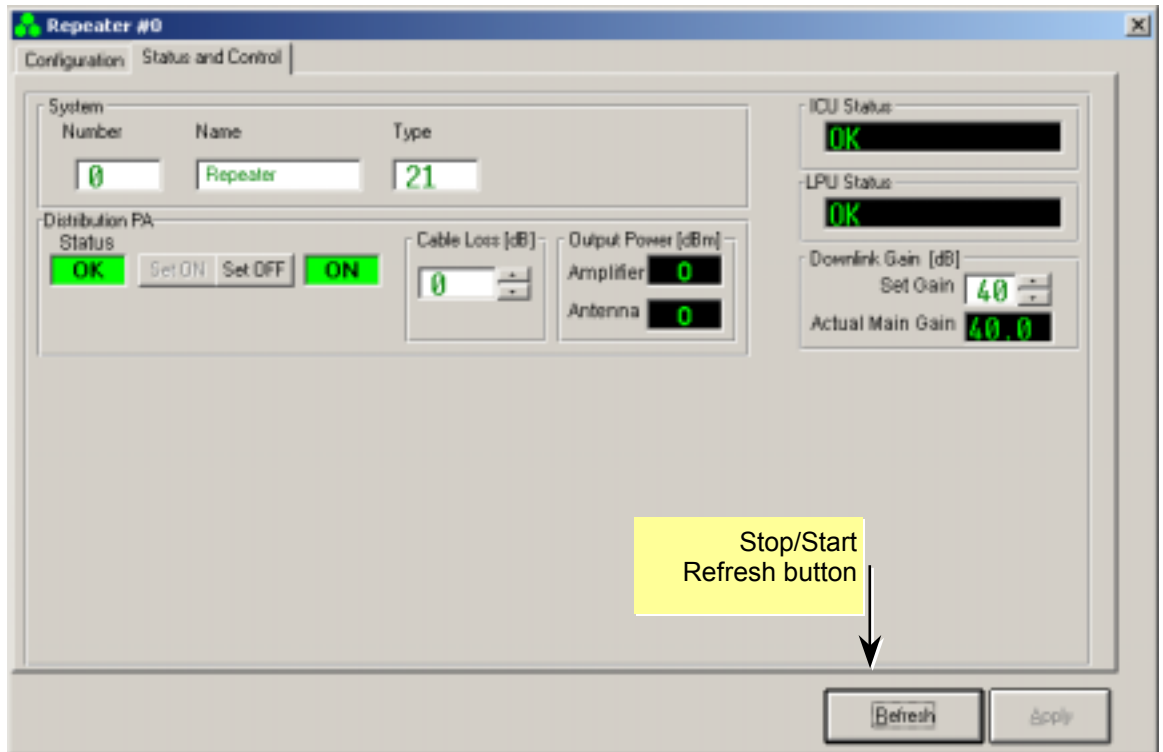 Repeater #0
Configuration
Status and Control
System
Number
Name
Type
0
Repeater
21
Distribution PA
Status
OK
Set ON
Set OFF
ON
Cable Loss [dB]
0
Output Power [dBm]
Amplifier
0
Antenna
0
ICU Status
OK
LPU Status
OK
Downlink Gain [dB]
Set Gain
40
Actual Main Gain
40.0
Stop/Start
Refresh button
Refresh
Apply